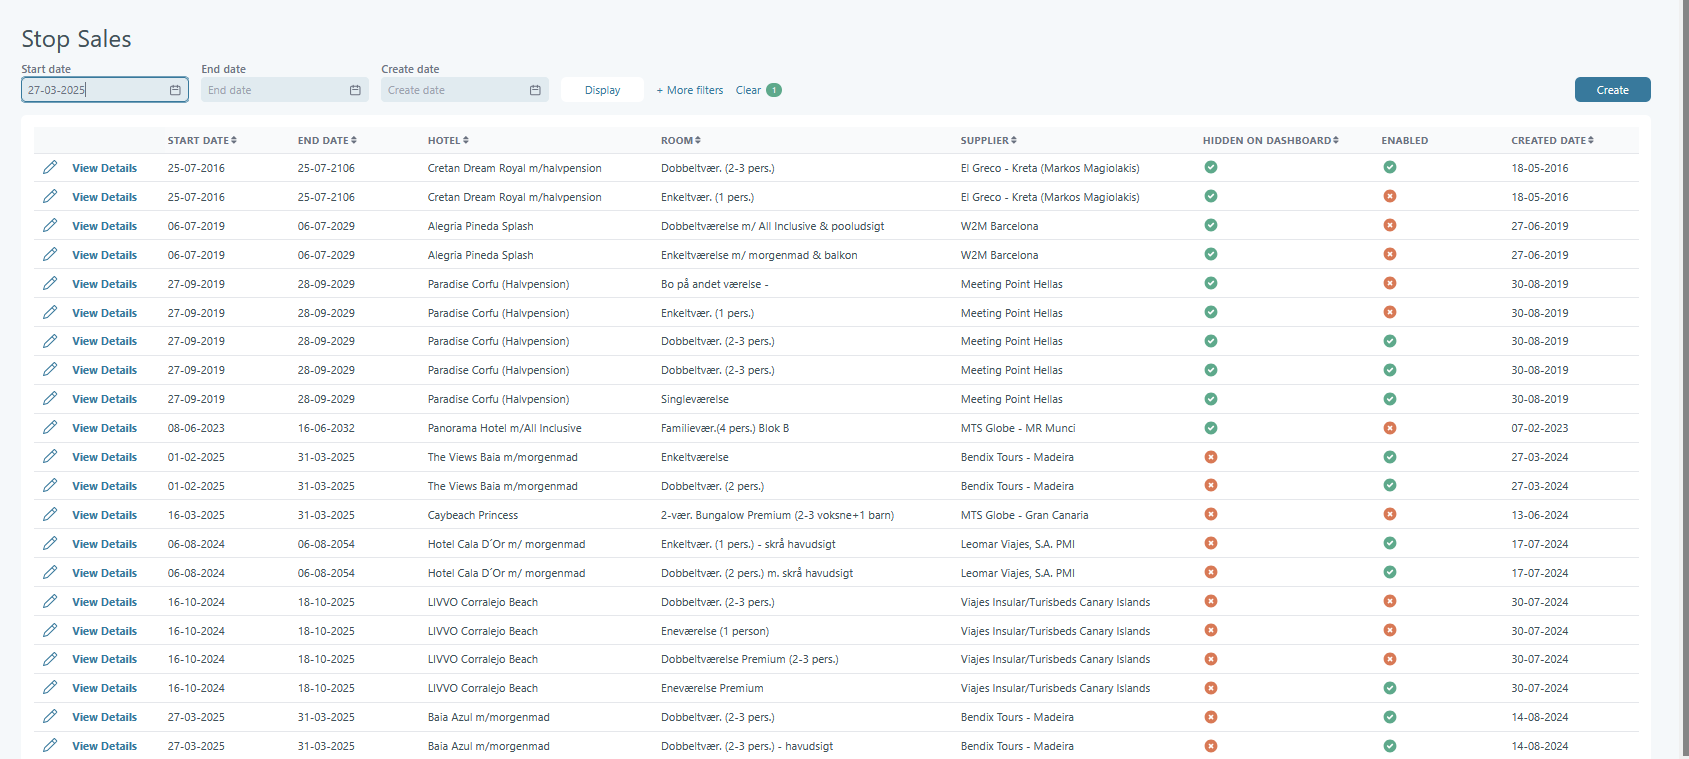 Stop Sales
Start date End date Create date
27-03-2025 End date Create date Display + More filters Clear 1 Create
START DATE END DATE HOTEL ROOM SUPPLIER HIDDEN ON DASHBOARD ENABLED CREATED DATE
View Details 25-07-2016 25-07-2106 Cretan Dream Royal m/halvpension Dobbeltvær. (2-3 pers.) El Greco - Kreta (Markos Magiolakis) 18-05-2016
View Details 25-07-2016 25-07-2106 Cretan Dream Royal m/halvpension Enkeltvær. (1 pers.) El Greco - Kreta (Markos Magiolakis) 18-05-2016
View Details 06-07-2019 06-07-2029 Alegria Pineda Splash Dobbeltværelse m/ All Inclusive & pooludsigt W2M Barcelona 27-06-2019
View Details 06-07-2019 06-07-2029 Alegria Pineda Splash Enkeltværelse m/ morgenmad & balkon W2M Barcelona 27-06-2019
View Details 27-09-2019 28-09-2029 Paradise Corfu (Halvpension) Bo på andet værelse - Meeting Point Hellas 30-08-2019
View Details 27-09-2019 28-09-2029 Paradise Corfu (Halvpension) Enkeltvær. (1 pers.) Meeting Point Hellas 30-08-2019
View Details 27-09-2019 28-09-2029 Paradise Corfu (Halvpension) Dobbeltvær. (2-3 pers.) Meeting Point Hellas 30-08-2019
View Details 27-09-2019 28-09-2029 Paradise Corfu (Halvpension) Dobbeltvær. (2-3 pers.) Meeting Point Hellas 30-08-2019
View Details 27-09-2019 28-09-2029 Paradise Corfu (Halvpension) Singleværelse Meeting Point Hellas 30-08-2019
View Details 08-06-2023 16-06-2032 Panorama Hotel m/All Inclusive Familievær.(4 pers.) Blok B MTS Globe - MR Munci 07-02-2023
View Details 01-02-2025 31-03-2025 The Views Baia m/morgenmad Enkeltværelse Bendix Tours - Madeira 27-03-2024
View Details 01-02-2025 31-03-2025 The Views Baia m/morgenmad Dobbeltvær. (2 pers.) Bendix Tours - Madeira 27-03-2024
View Details 16-03-2025 31-03-2025 Caybeach Princess 2-vær. Bungalow Premium (2-3 voksne+1 barn) MTS Globe - Gran Canaria 13-06-2024
View Details 06-08-2024 06-08-2054 Hotel Cala D´Or m/ morgenmad Enkeltvær. (1 pers.) - skrå havudsigt Leomar Viajes, S.A. PMI 17-07-2024
View Details 06-08-2024 06-08-2054 Hotel Cala D´Or m/ morgenmad Dobbeltvær. (2 pers.) m. skrå havudsigt Leomar Viajes, S.A. PMI 17-07-2024
View Details 16-10-2024 18-10-2025 LIVVO Corralejo Beach Dobbeltvær. (2-3 pers.) Viajes Insular/Turisbeds Canary Islands 30-07-2024
View Details 16-10-2024 18-10-2025 LIVVO Corralejo Beach Eneværelse (1 person) Viajes Insular/Turisbeds Canary Islands 30-07-2024
View Details 16-10-2024 18-10-2025 LIVVO Corralejo Beach Dobbeltværelse Premium (2-3 pers.) Viajes Insular/Turisbeds Canary Islands 30-07-2024
View Details 16-10-2024 18-10-2025 LIVVO Corralejo Beach Eneværelse Premium Viajes Insular/Turisbeds Canary Islands 30-07-2024
View Details 27-03-2025 31-03-2025 Baia Azul m/morgenmad Dobbeltvær. (2-3 pers.) Bendix Tours - Madeira 14-08-2024
View Details 27-03-2025 31-03-2025 Baia Azul m/morgenmad Dobbeltvær. (2-3 pers.) - havudsigt Bendix Tours - Madeira 14-08-2024